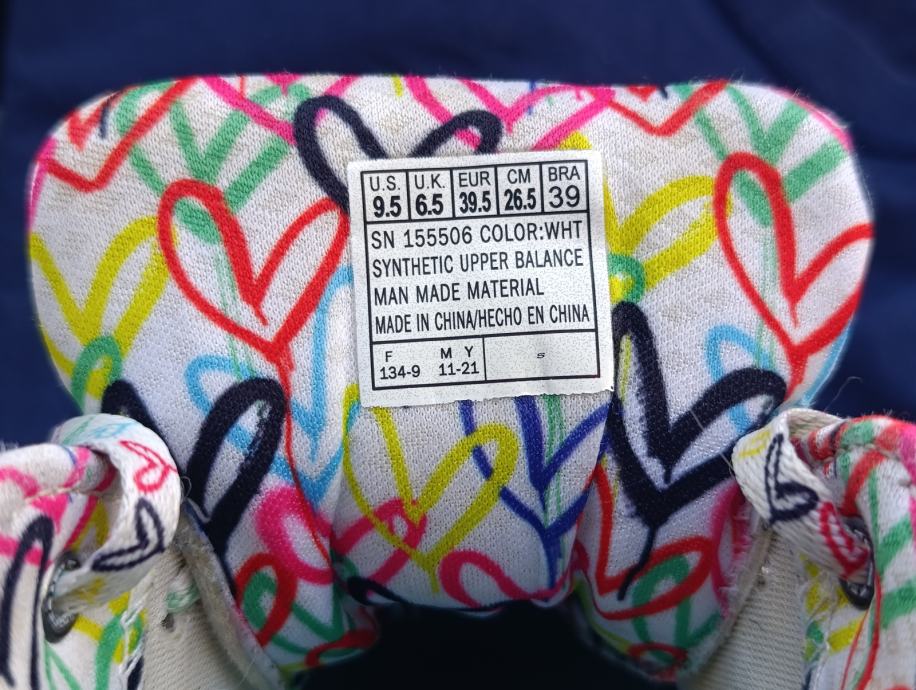 U.S. U.K. EUR CM BRA
9.5 6.5 39.5 26.5 39
SN 155506 COLOR:WHT
SYNTHETIC UPPER BALANCE
MAN MADE MATERIAL
MADE IN CHINA/HECHO EN CHINA
F M Y s
134-9 11-21